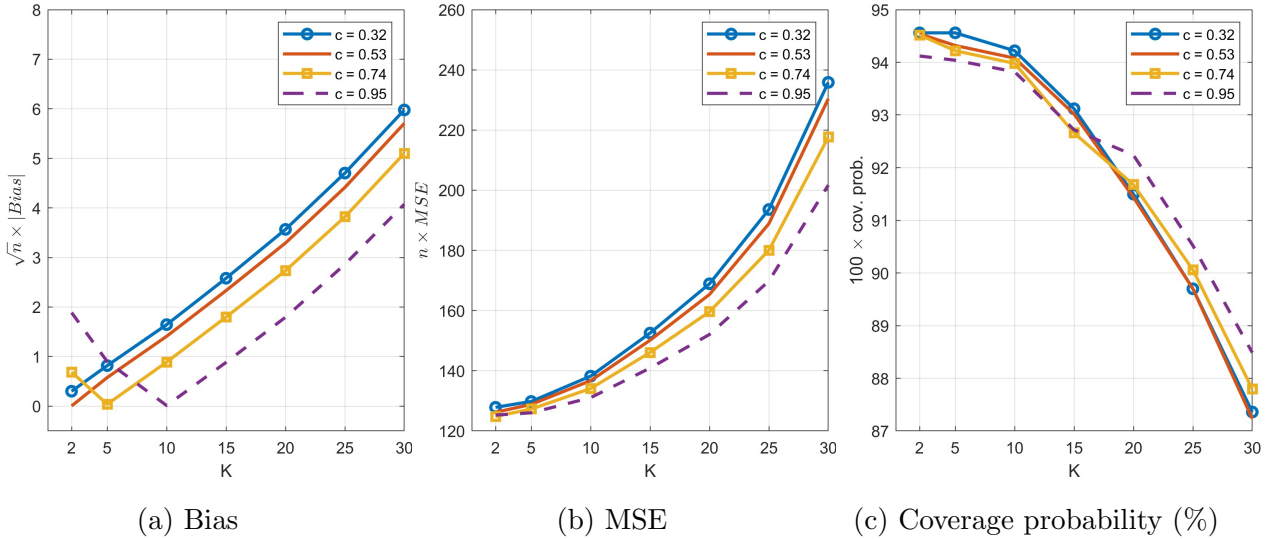 8
7
6
5
4
3
2
1
0
2 5 10 15 20 25 30
K
√n × |Bias|
c = 0.32
c = 0.53
c = 0.74
c = 0.95
(a) Bias
260
240
220
200
180
160
140
120
2 5 10 15 20 25 30
K
n × MSE
c = 0.32
c = 0.53
c = 0.74
c = 0.95
(b) MSE
95
94
93
92
91
90
89
88
87
2 5 10 15 20 25 30
K
100 × cov. prob.
c = 0.32
c = 0.53
c = 0.74
c = 0.95
(c) Coverage probability (%)